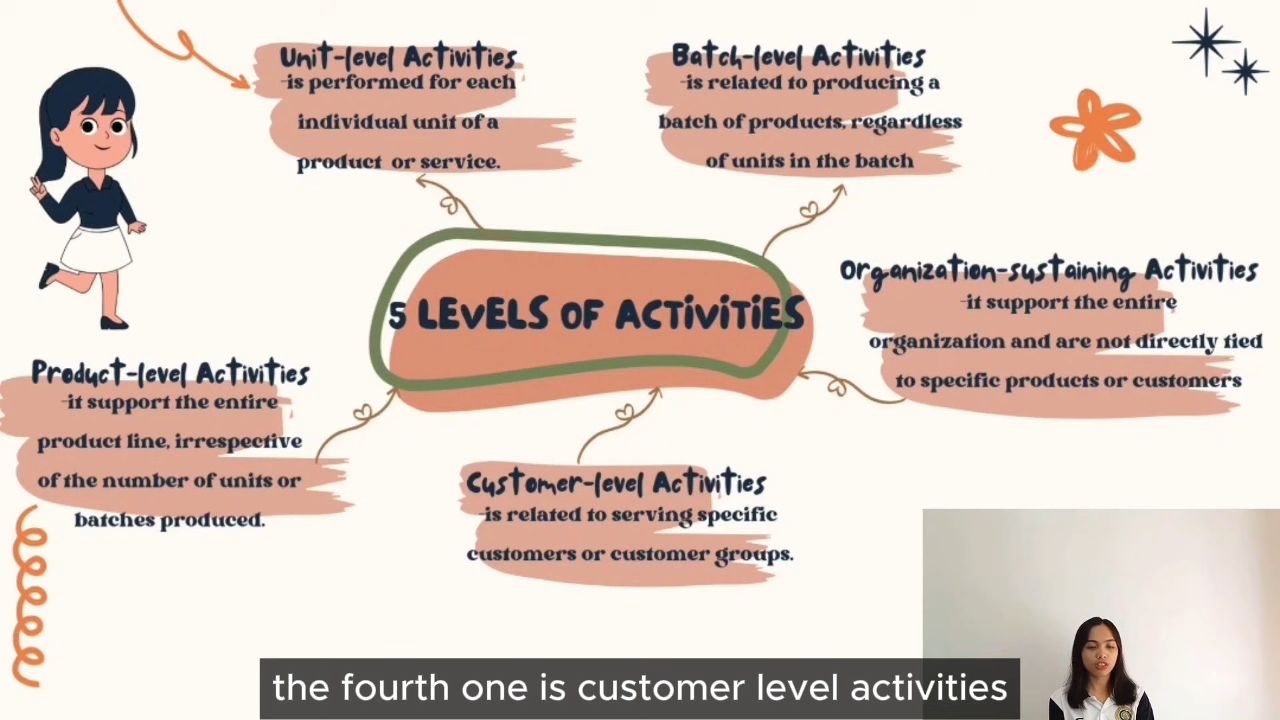 Unit-level Activities
-is performed for each
individual unit of a
product or service.
Batch-level Activities
-is related to producing a
batch of products, regardless
of units in the batch
5 LEVELS OF ACTIVITIES
Organization-sustaining Activities
-it support the entire
organization and are not directly tied
to specific products or customers
Product-level Activities
-it support the entire
product line, irrespective
of the number of units or
batches produced.
Customer-level Activities
-is related to serving specific
customers or customer groups.
the fourth one is customer level activities